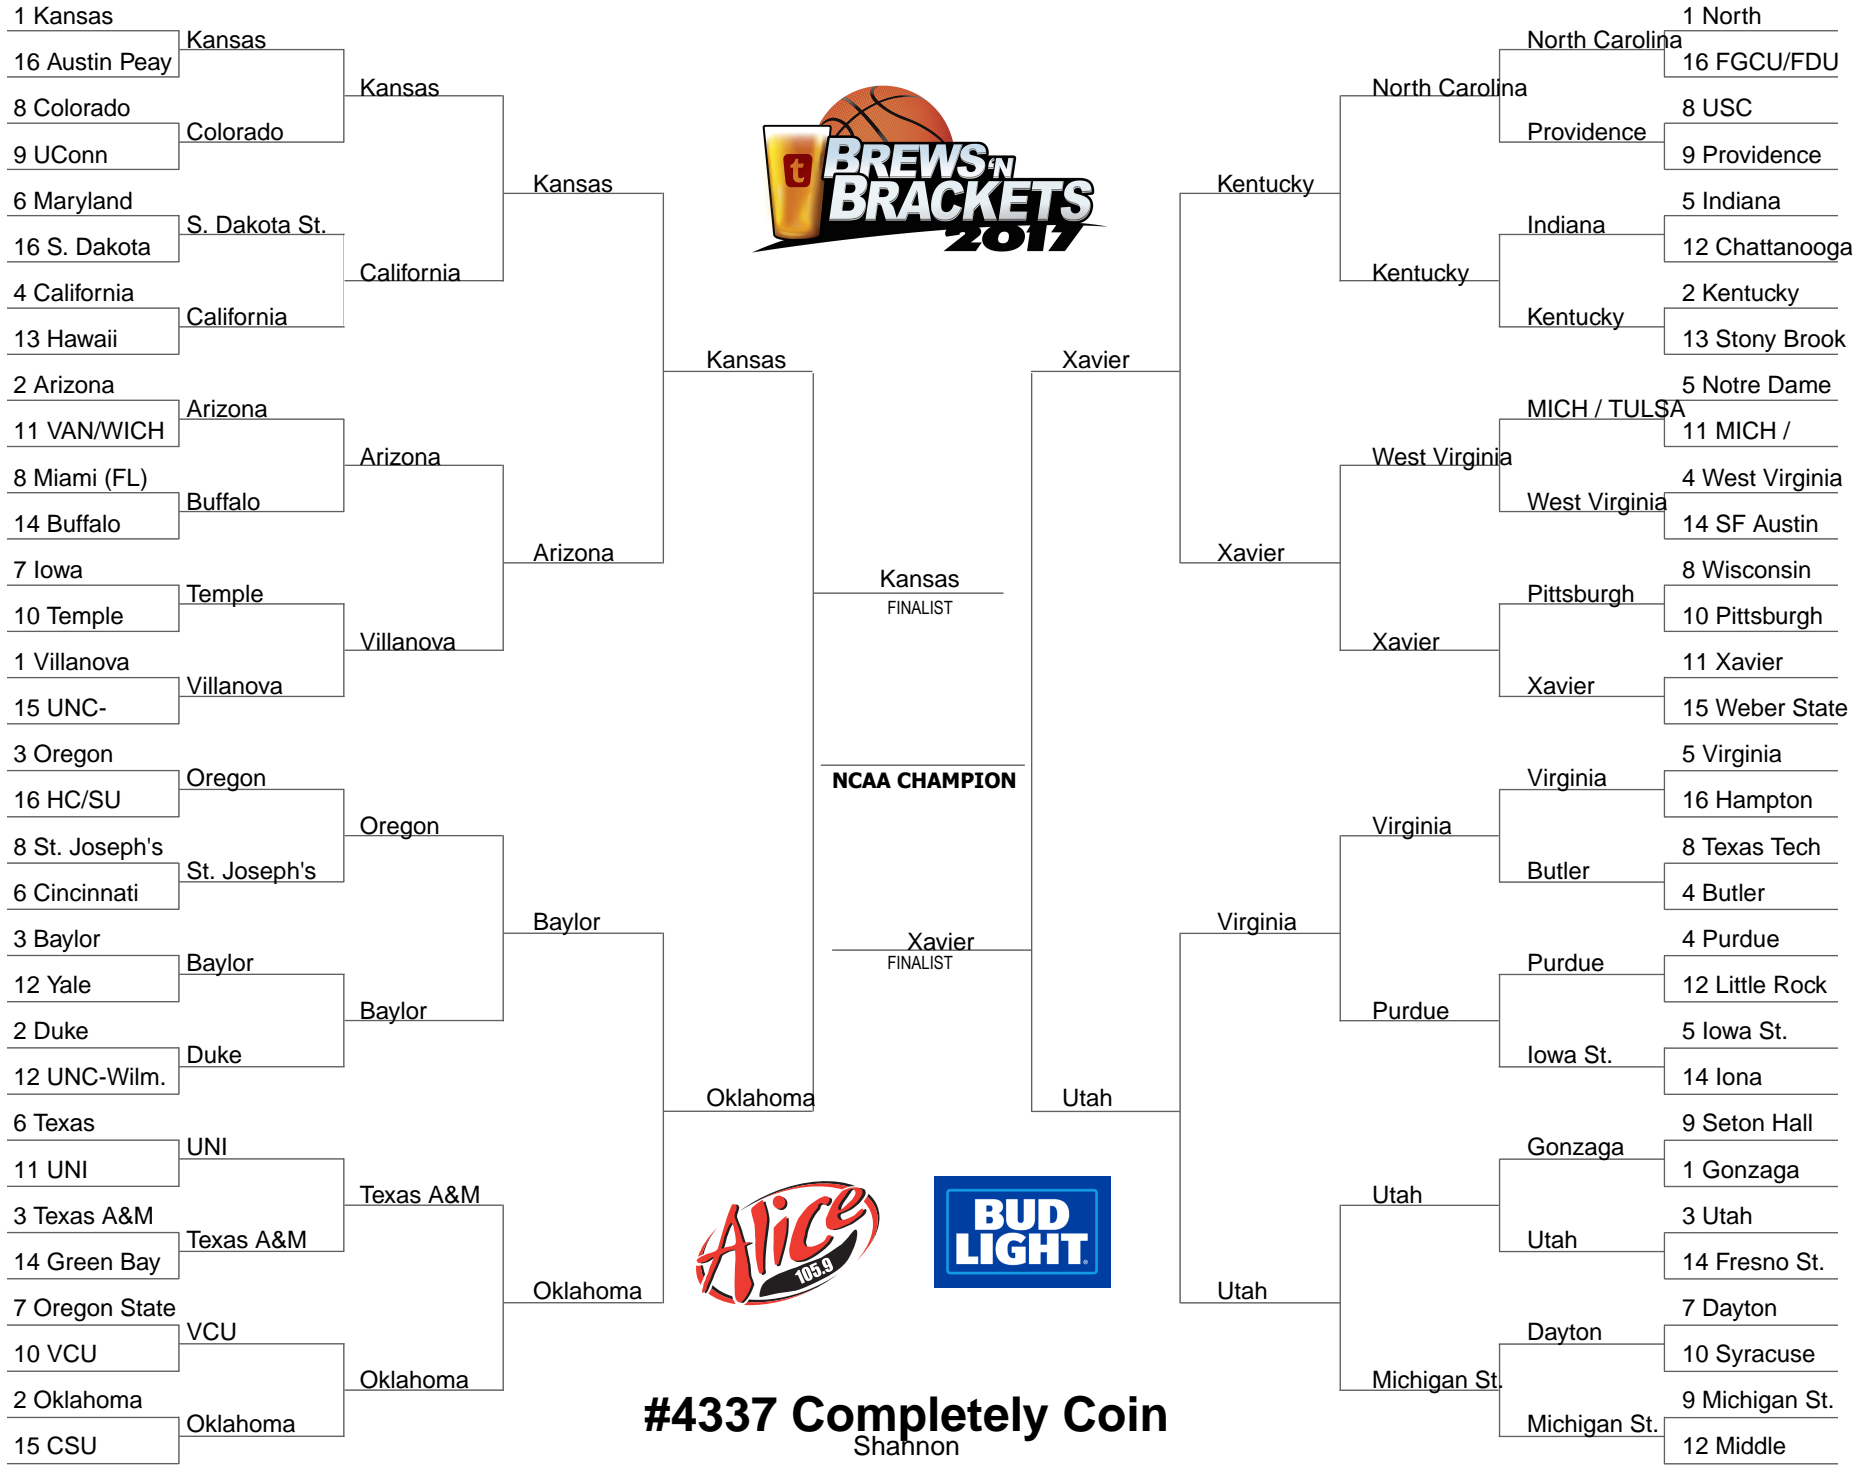 1 Kansas
16 Austin Peay
8 Colorado
9 UConn
6 Maryland
16 S. Dakota
4 California
13 Hawaii
2 Arizona
11 VAN/WICH
8 Miami (FL)
14 Buffalo
7 Iowa
10 Temple
1 Villanova
15 UNC-
3 Oregon
16 HC/SU
8 St. Joseph's
6 Cincinnati
3 Baylor
12 Yale
2 Duke
12 UNC-Wilm.
6 Texas
11 UNI
3 Texas A&M
14 Green Bay
7 Oregon State
10 VCU
2 Oklahoma
15 CSU
Kansas
Colorado
S. Dakota St.
California
Arizona
Buffalo
Temple
Villanova
Oregon
St. Joseph's
Baylor
Duke
UNI
Texas A&M
VCU
Oklahoma
Kansas
California
Arizona
Villanova
Oregon
Baylor
Texas A&M
Oklahoma
Kansas
Arizona
Baylor
Oklahoma
Kansas
Oklahoma
t
BREWS 'N
BRACKETS
2017
Kansas
FINALIST
NCAA CHAMPION
Xavier
FINALIST
Alice
105.9
BUD
LIGHT
#4337 Completely Coin
Shannon
Xavier
Utah
Kentucky
Xavier
Virginia
Utah
North Carolina
Kentucky
West Virginia
Xavier
Virginia
Purdue
Utah
Michigan St.
North Carolina
Providence
Indiana
Kentucky
MICH / TULSA
West Virginia
Pittsburgh
Xavier
Virginia
Butler
Purdue
Iowa St.
Gonzaga
Utah
Dayton
Michigan St.
1 North
16 FGCU/FDU
8 USC
9 Providence
5 Indiana
12 Chattanooga
2 Kentucky
13 Stony Brook
5 Notre Dame
11 MICH /
4 West Virginia
14 SF Austin
8 Wisconsin
10 Pittsburgh
11 Xavier
15 Weber State
5 Virginia
16 Hampton
8 Texas Tech
4 Butler
4 Purdue
12 Little Rock
5 Iowa St.
14 Iona
9 Seton Hall
1 Gonzaga
3 Utah
14 Fresno St.
7 Dayton
10 Syracuse
9 Michigan St.
12 Middle